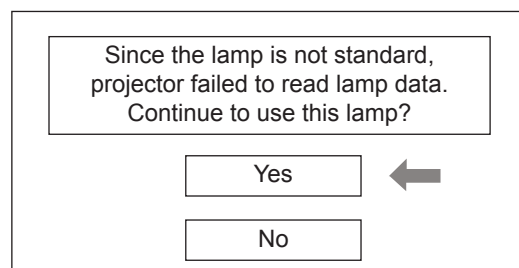 Since the lamp is not standard,
projector failed to read lamp data.
Continue to use this lamp?
Yes
No